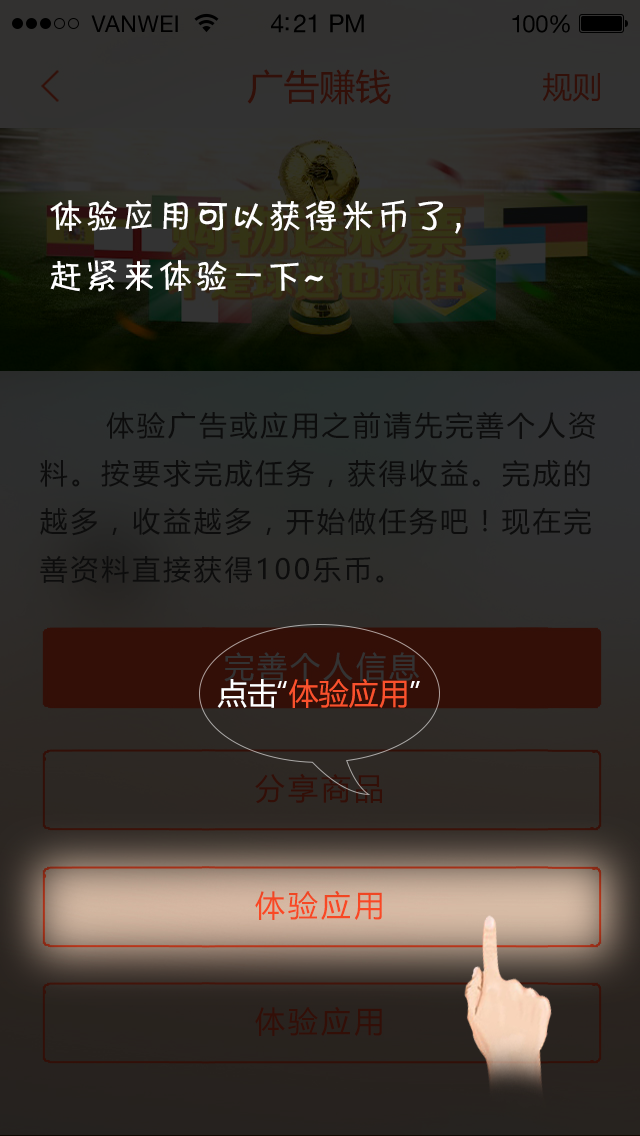 VANWEI 4:21 PM 100%
广告赚钱 规则
购物送彩票
体验应用可以获得米币了，
赶紧来体验一下~
体验广告或应用之前请先完善个人资
料。按要求完成任务，获得收益。完成的
越多，收益越多，开始做任务吧！现在完
善资料直接获得100乐币。
完善个人信息
点击“体验应用”
分享商品
体验应用
体验应用